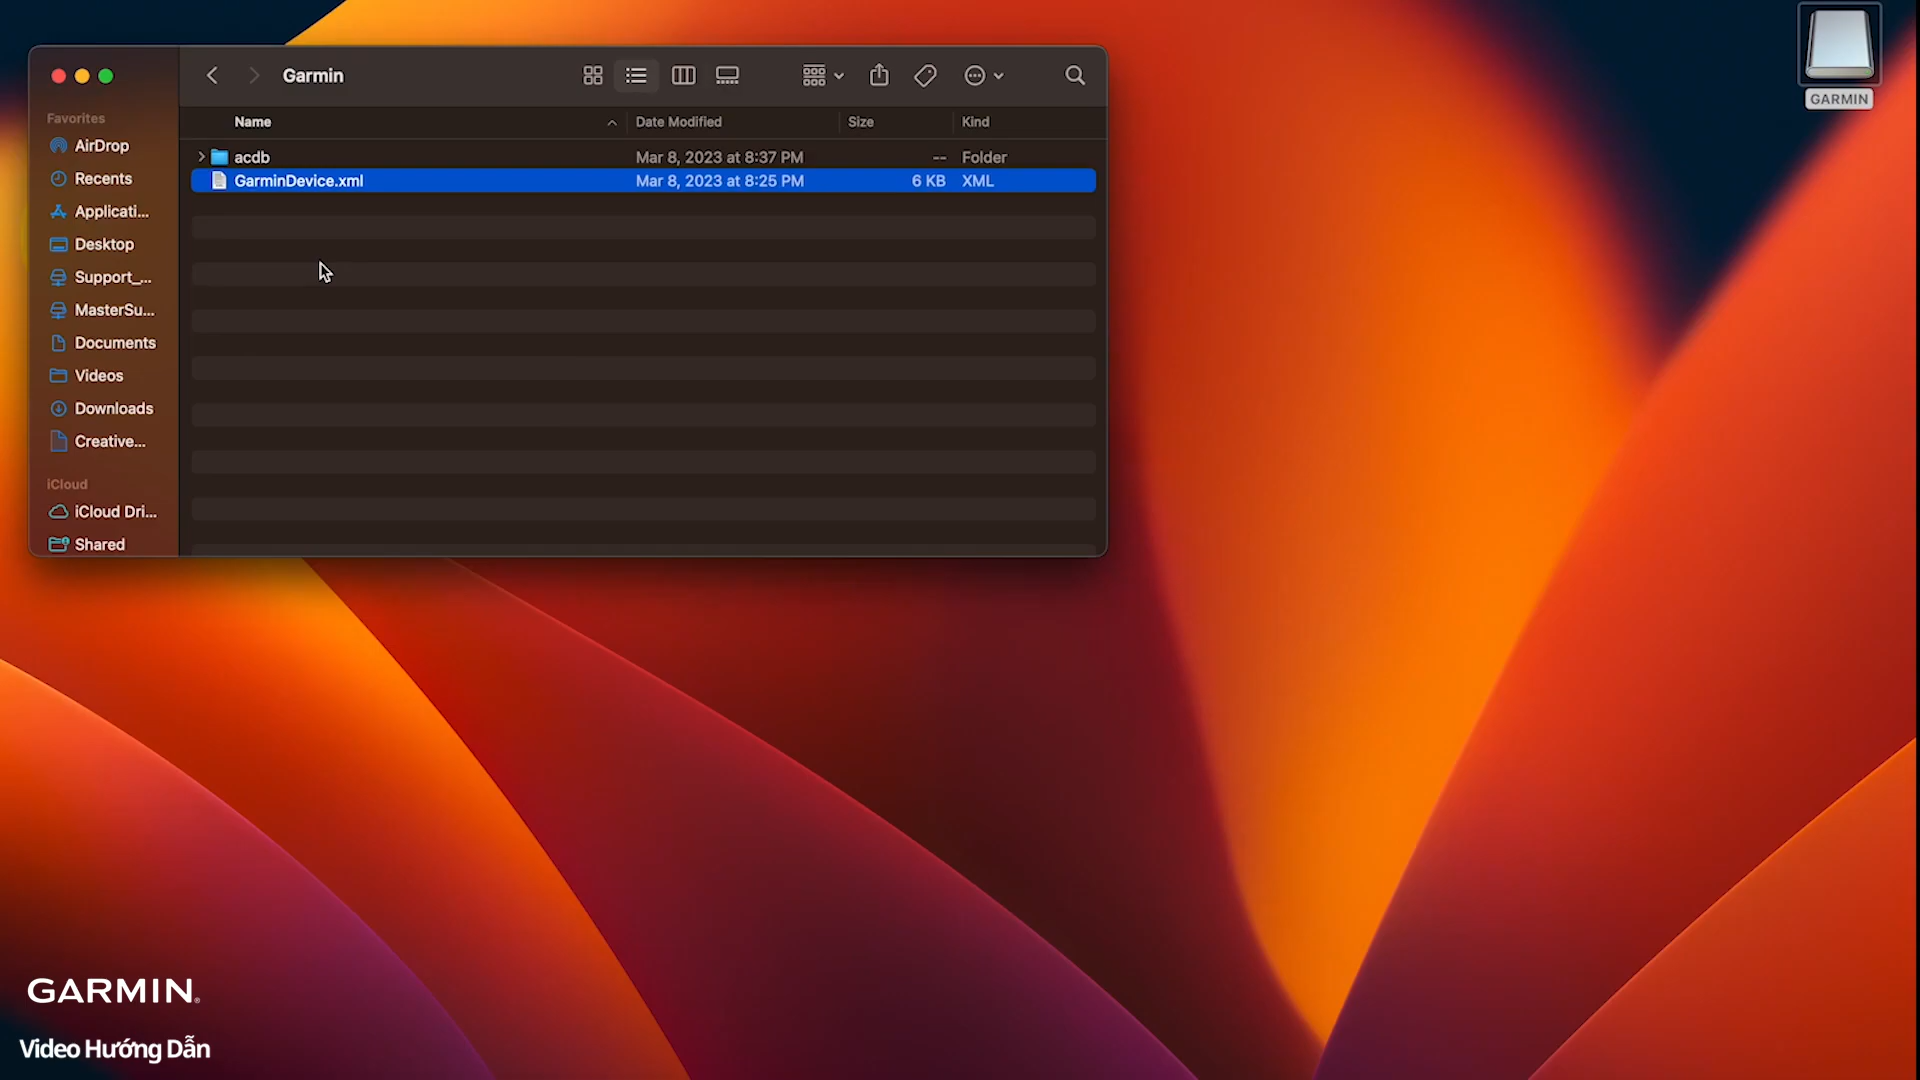 Garmin
Name
Date Modified
Size
Kind
acdb
Mar 8, 2023 at 8:37 PM
--
Folder
GarminDevice.xml
Mar 8, 2023 at 8:25 PM
6 KB
XML
Favorites
AirDrop
Recents
Applicati...
Desktop
Support_...
MasterSu...
Documents
Videos
Downloads
Creative...
iCloud
iCloud Dri...
Shared
GARMIN
GARMIN®
Video Hướng Dẫn